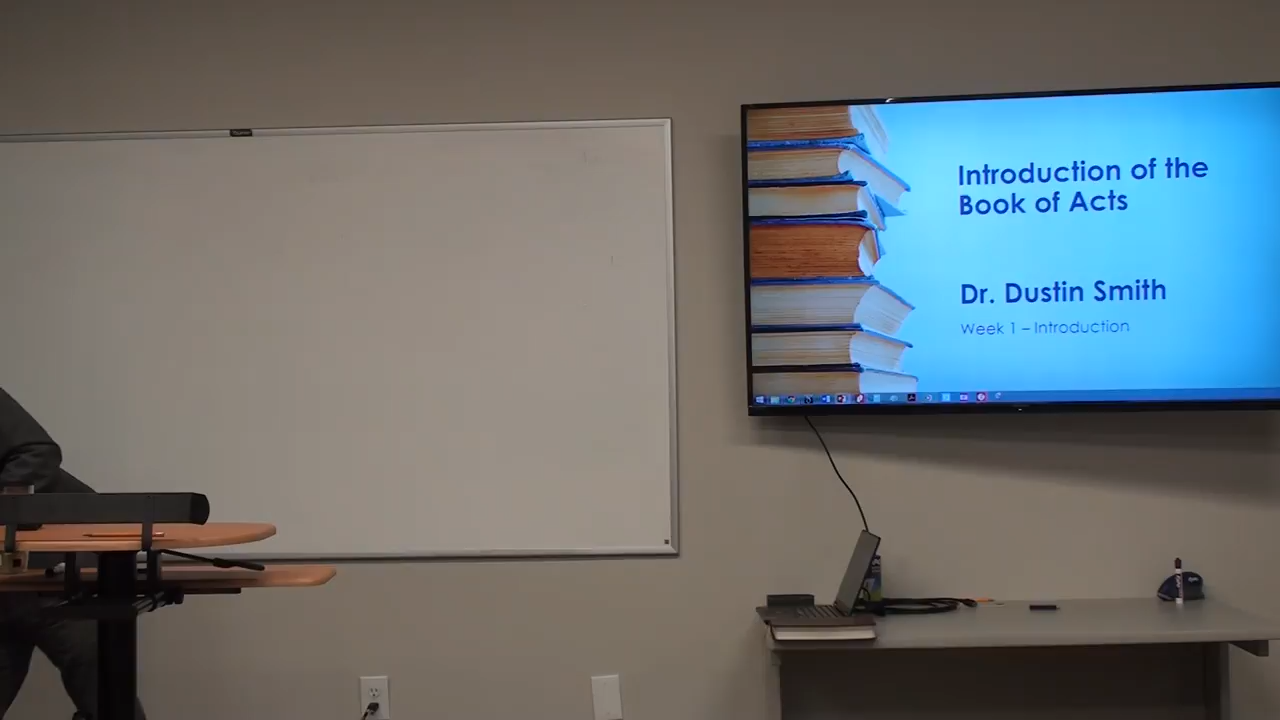 Introduction of the
Book of Acts
Dr. Dustin Smith
Week 1 – Introduction